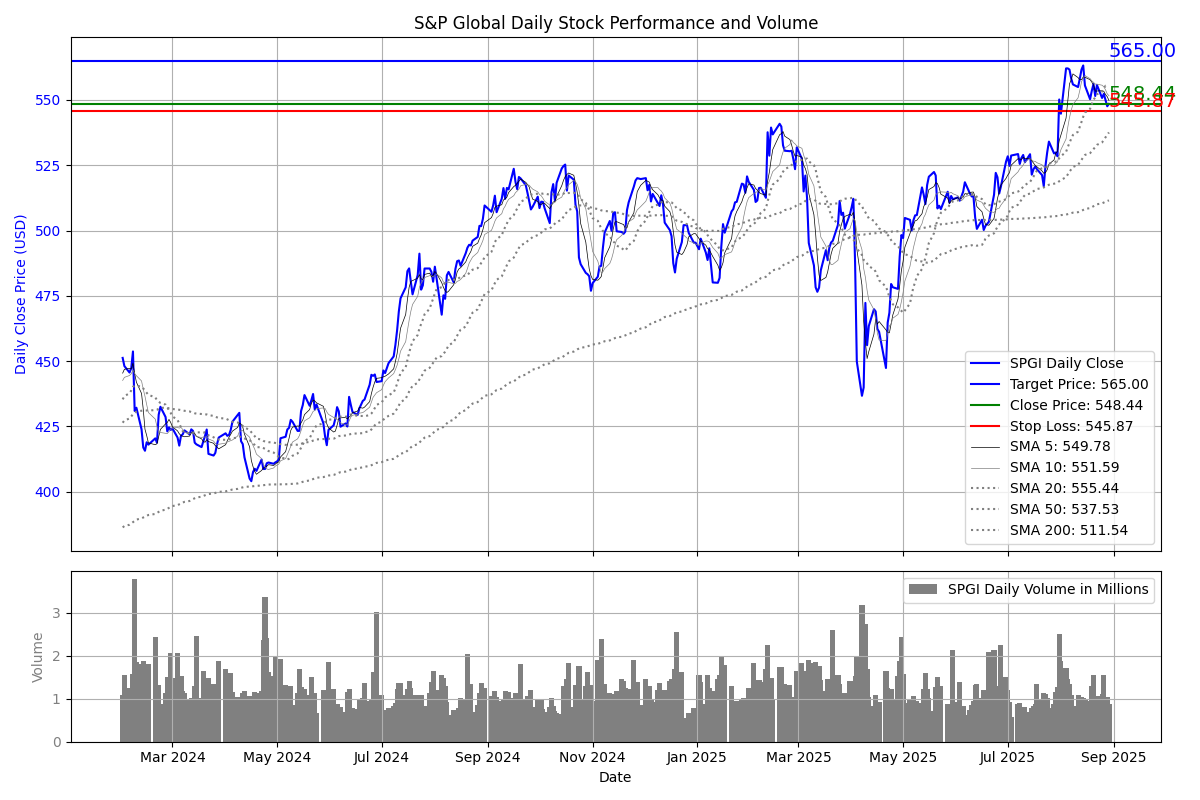 S&P Global Daily Stock Performance and Volume
565.00
548.44
545.87
Daily Close Price (USD)
550
525
500
475
450
425
400
SPGI Daily Close
Target Price: 565.00
Close Price: 548.44
Stop Loss: 545.87
SMA 5: 549.78
SMA 10: 551.59
SMA 20: 555.44
SMA 50: 537.53
SMA 200: 511.54
SPGI Daily Volume in Millions
Volume
3
2
1
0
Mar 2024 May 2024 Jul 2024 Sep 2024 Nov 2024 Jan 2025 Mar 2025 May 2025 Jul 2025 Sep 2025
Date